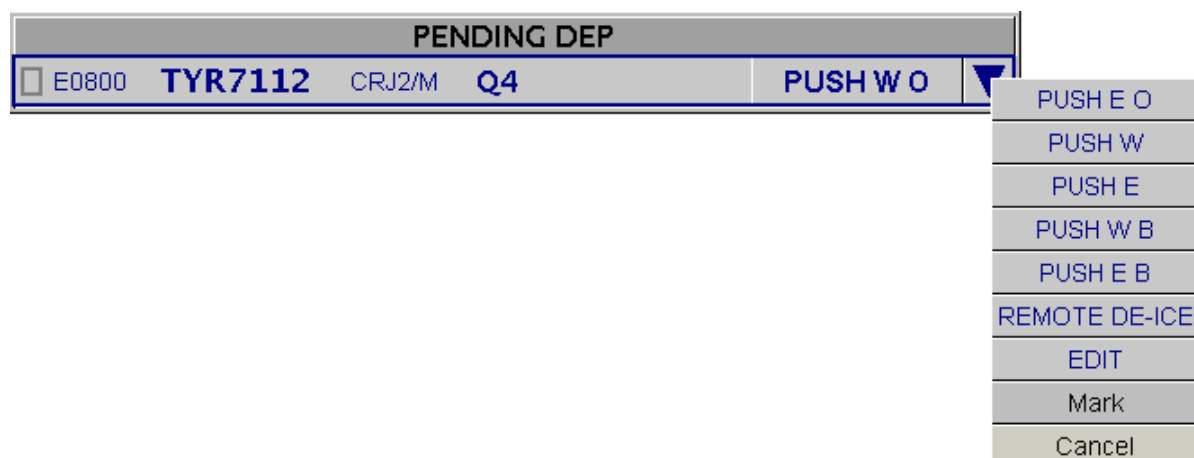 PENDING DEP
E0800 TYR7112 CRJ2/M Q4 PUSH W O
PUSH E O
PUSH W
PUSH E
PUSH W B
PUSH E B
REMOTE DE-ICE
EDIT
Mark
Cancel